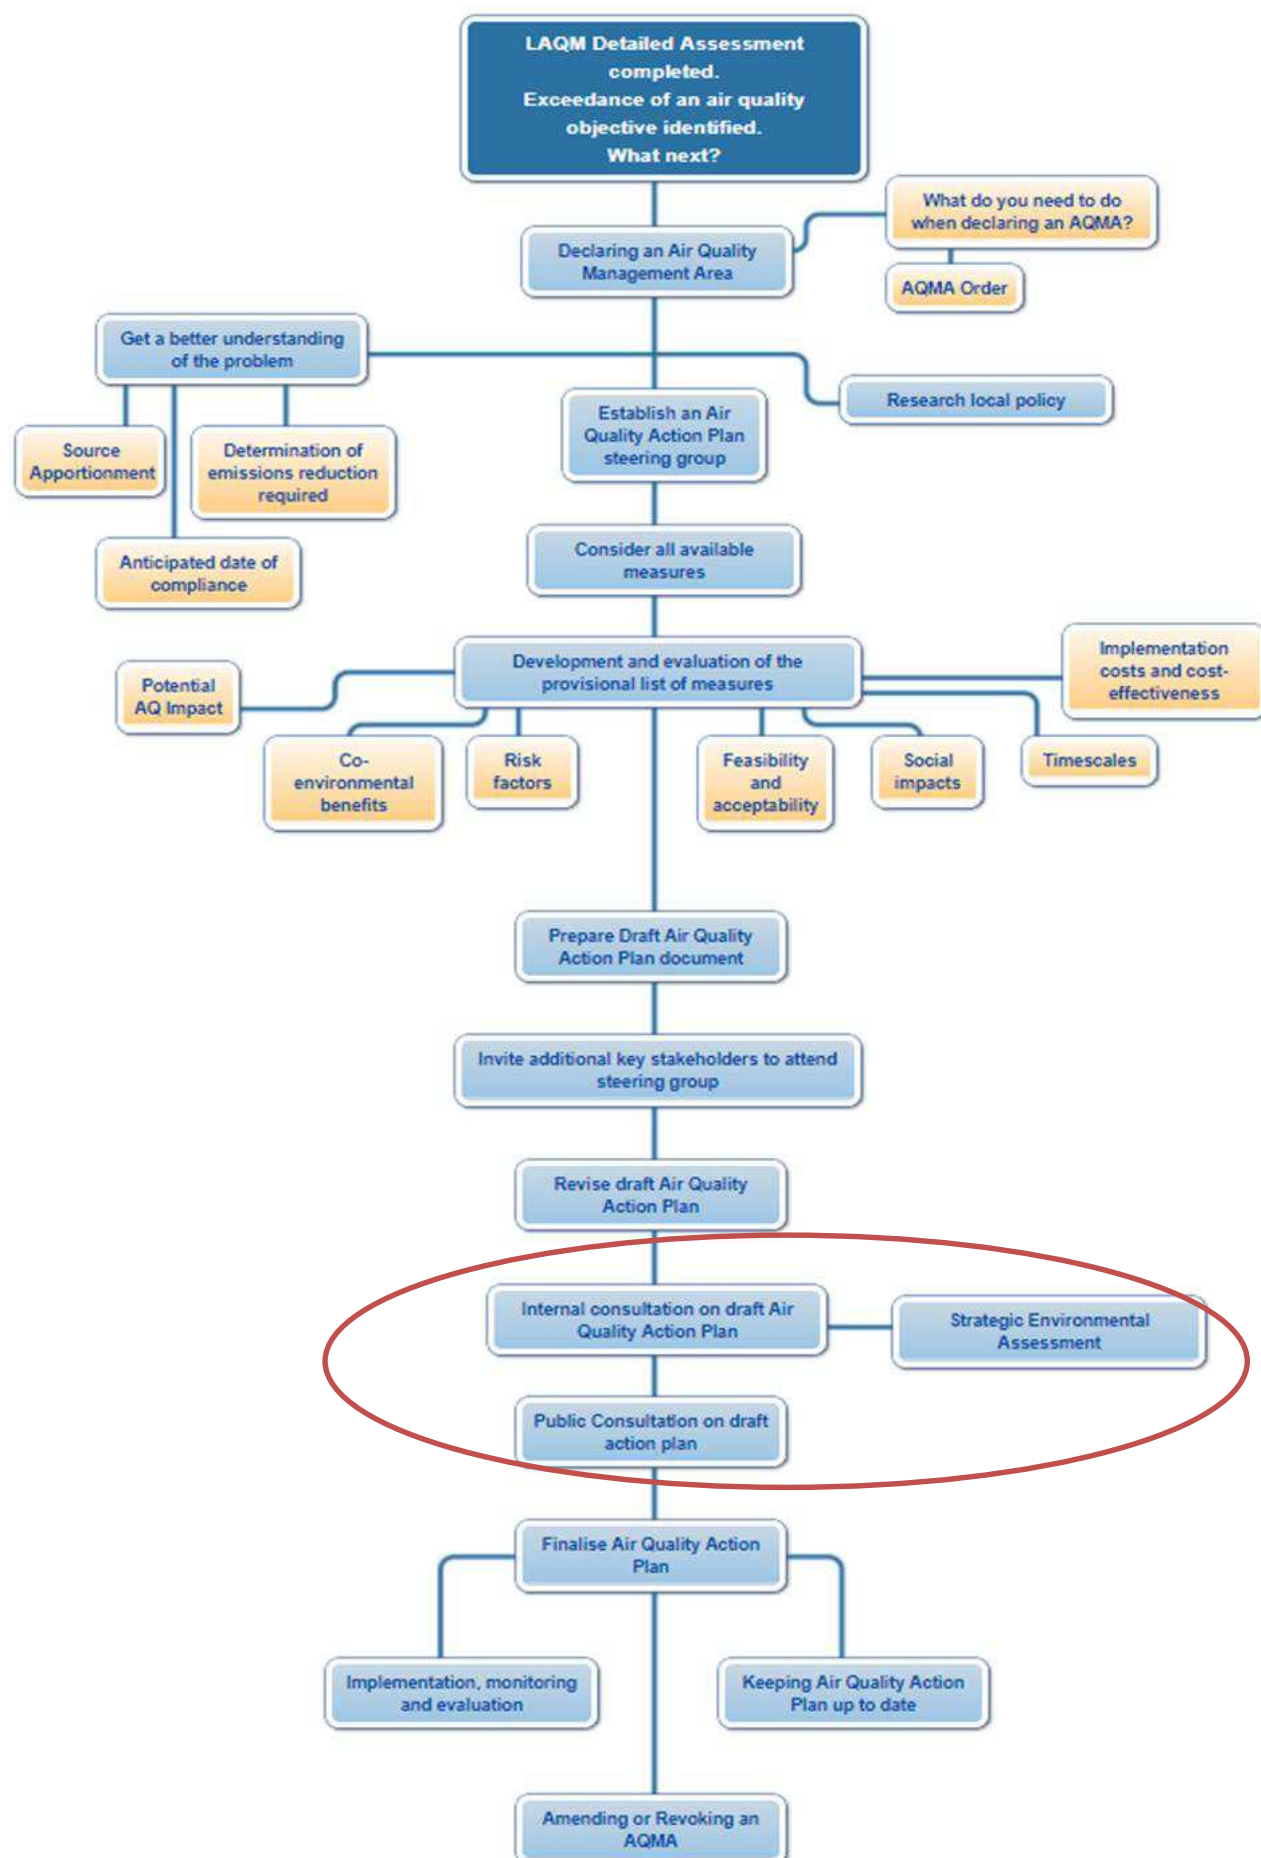 LAQM Detailed Assessment
completed.
Exceedance of an air quality
objective identified.
What next?
What do you need to do
when declaring an AQMA?
Declaring an Air Quality
Management Area
AQMA Order
Get a better understanding
of the problem
Research local policy
Establish an Air
Quality Action Plan
steering group
Source
Apportionment
Determination of
emissions reduction
required
Anticipated date of
compliance
Consider all available
measures
Development and evaluation of the
provisional list of measures
Implementation
costs and cost-
effectiveness
Potential
AQ Impact
Co-
environmental
benefits
Risk
factors
Feasibility
and
acceptability
Social
impacts
Timescales
Prepare Draft Air Quality
Action Plan document
Invite additional key stakeholders to attend
steering group
Revise draft Air Quality
Action Plan
Internal consultation on draft Air
Quality Action Plan
Strategic Environmental
Assessment
Public Consultation on draft
action plan
Finalise Air Quality Action
Plan
Implementation, monitoring
and evaluation
Keeping Air Quality Action
Plan up to date
Amending or Revoking an
AQMA